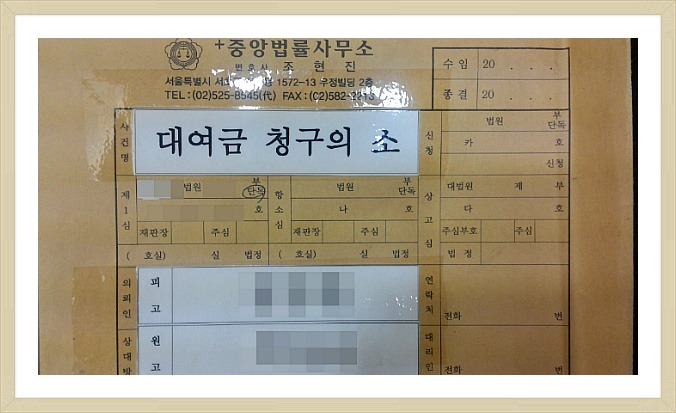 +중앙법률사무소
변호사 조현진
서울특별시 1572-13 우정빌딩 2층
TEL:(02)525-8545(代) FAX:(02)582-
수임 20 . . .
종결 20 . . .
사건명 대여금 청구의 소
신청 법원 부 단독
카 호
신청
제1심 법원 부 단독
호
재판장 주심
( 호실) 실 법정
항소심 법원 부 단독
나 호
재판장 주심
( 호실) 실 법정
상고심 대법원 제 부
다 호
주심부호 주심
법정
의뢰인 피고
연락처 전화 번
상대방 원고
대리인 전화 번